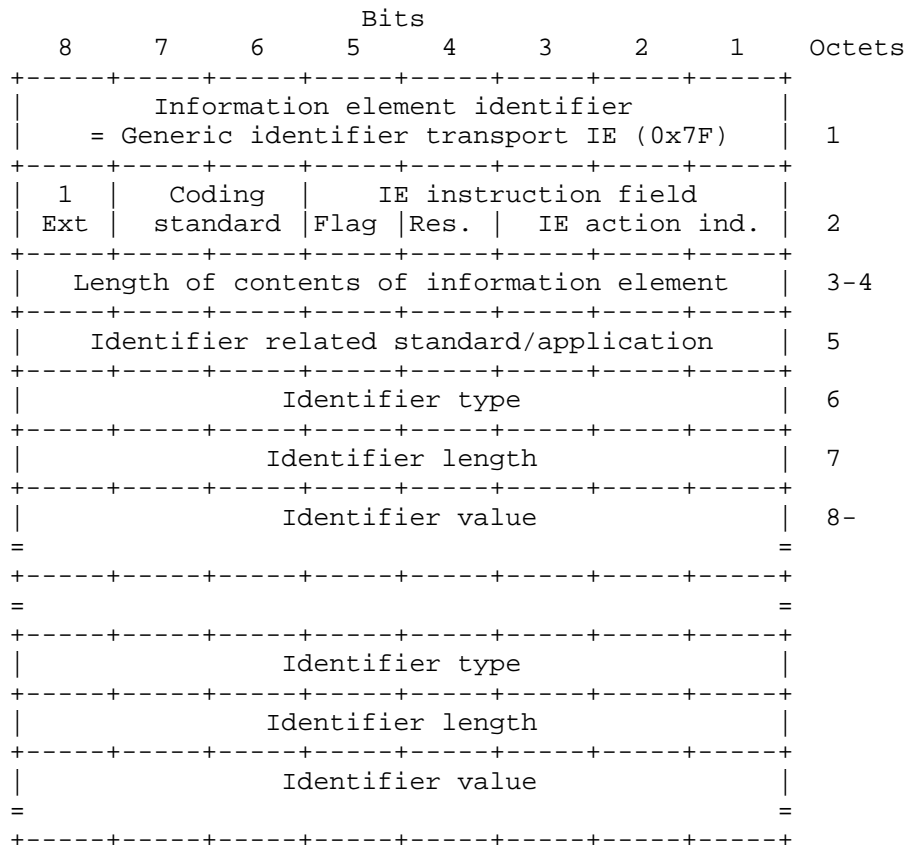 Bits
8 7 6 5 4 3 2 1 Octets
+-----+-----+-----+-----+-----+-----+-----+-----+
| Information element identifier |
| = Generic identifier transport IE (0x7F) | 1
+-----+-----+-----+-----+-----+-----+-----+-----+
| 1 | Coding | IE instruction field |
| Ext | standard |Flag |Res. | IE action ind. | 2
+-----+-----+-----+-----+-----+-----+-----+-----+
| Length of contents of information element | 3-4
+-----+-----+-----+-----+-----+-----+-----+-----+
| Identifier related standard/application | 5
+-----+-----+-----+-----+-----+-----+-----+-----+
| Identifier type | 6
+-----+-----+-----+-----+-----+-----+-----+-----+
| Identifier length | 7
+-----+-----+-----+-----+-----+-----+-----+-----+
| Identifier value | 8-
= =
+-----+-----+-----+-----+-----+-----+-----+-----+
= =
+-----+-----+-----+-----+-----+-----+-----+-----+
| Identifier type |
+-----+-----+-----+-----+-----+-----+-----+-----+
| Identifier length |
+-----+-----+-----+-----+-----+-----+-----+-----+
| Identifier value |
= =
+-----+-----+-----+-----+-----+-----+-----+-----+